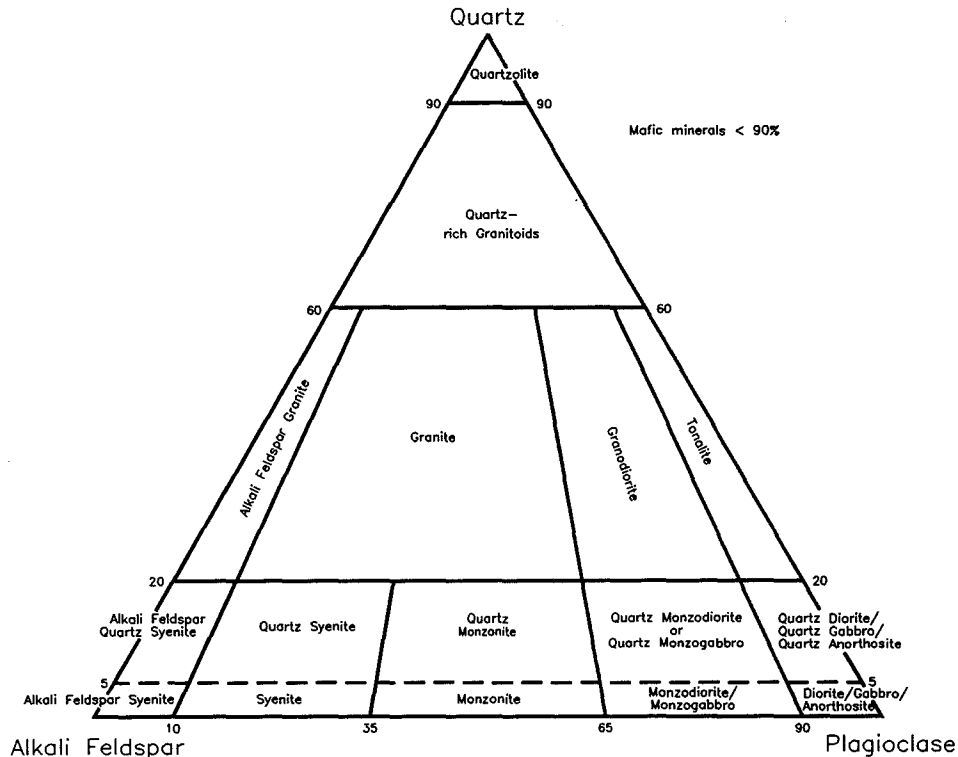 Quartz
Quartzolite
90
90
Mafic minerals < 90%
Quartz-
rich Granitoids
60
60
Alkali Feldspar Granite
Granite
Granodiorite
Tonalite
20
20
Alkali Feldspar
Quartz Syenite
Quartz Syenite
Quartz
Monzonite
Quartz Monzodiorite
or
Quartz Monzogabbro
Quartz Diorite/
Quartz Gabbro/
Quartz Anorthosite
5
5
Alkali Feldspar Syenite
Syenite
Monzonite
Monzodiorite/
Monzogabbro
Diorite/Gabbro/
Anorthosite
10
35
65
90
Alkali Feldspar
Plagioclase